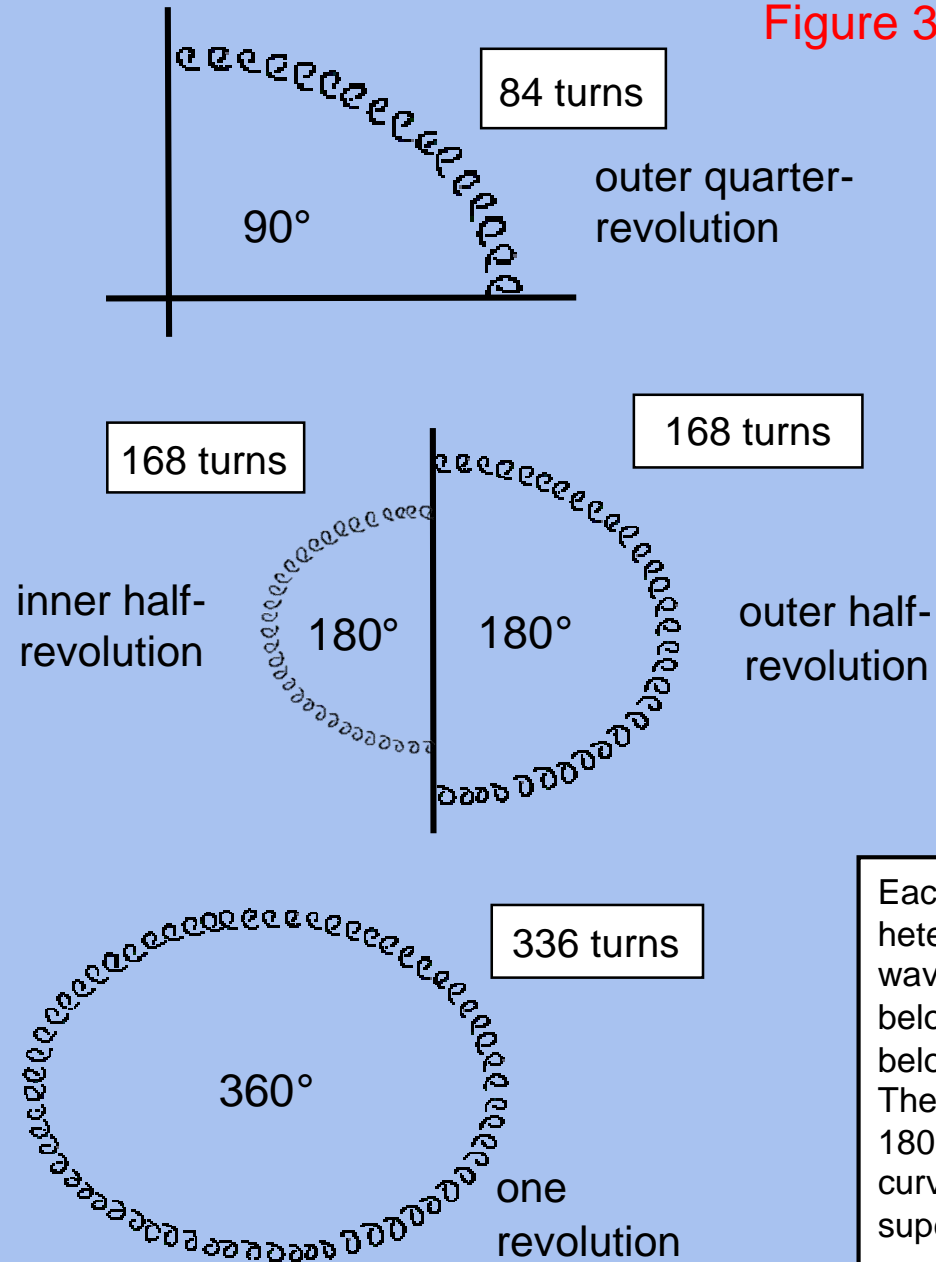 Figure 3
84 turns
outer quarter-
revolution
90°
168 turns
168 turns
inner half-
revolution
180°
180°
outer half-
revolution
336 turns
360°
one
revolution
Eac
hete
wav
belo
belo
The
180
curv
supe